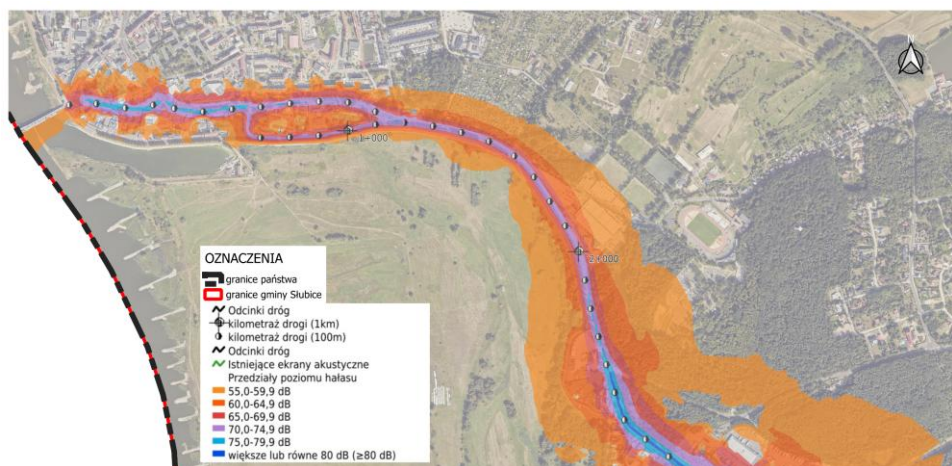 N
1+000
2+000
OZNACZENIA
granice państwa
granice gminy Słubice
Odcinki dróg
kilometraż drogi (1km)
kilometraż drogi (100m)
Odcinki dróg
Istniejące ekrany akustyczne
Przedziały poziomu hałasu
55,0-59,9 dB
60,0-64,9 dB
65,0-69,9 dB
70,0-74,9 dB
75,0-79,9 dB
większe lub równe 80 dB (≥80 dB)